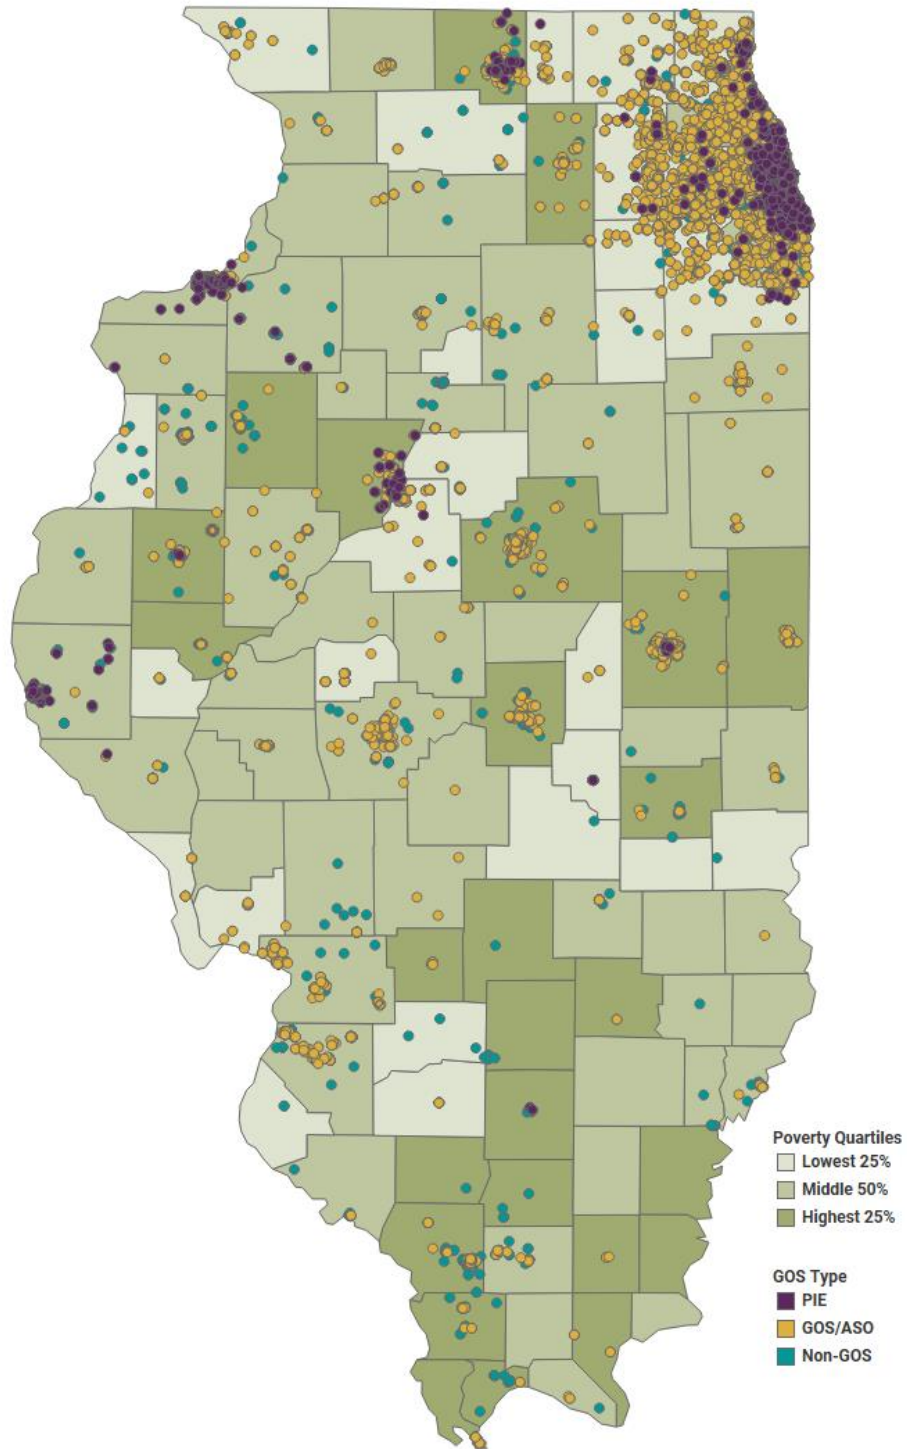 Poverty Quartiles
Lowest 25%
Middle 50%
Highest 25%
GOS Type
PIE
GOS/ASO
Non-GOS